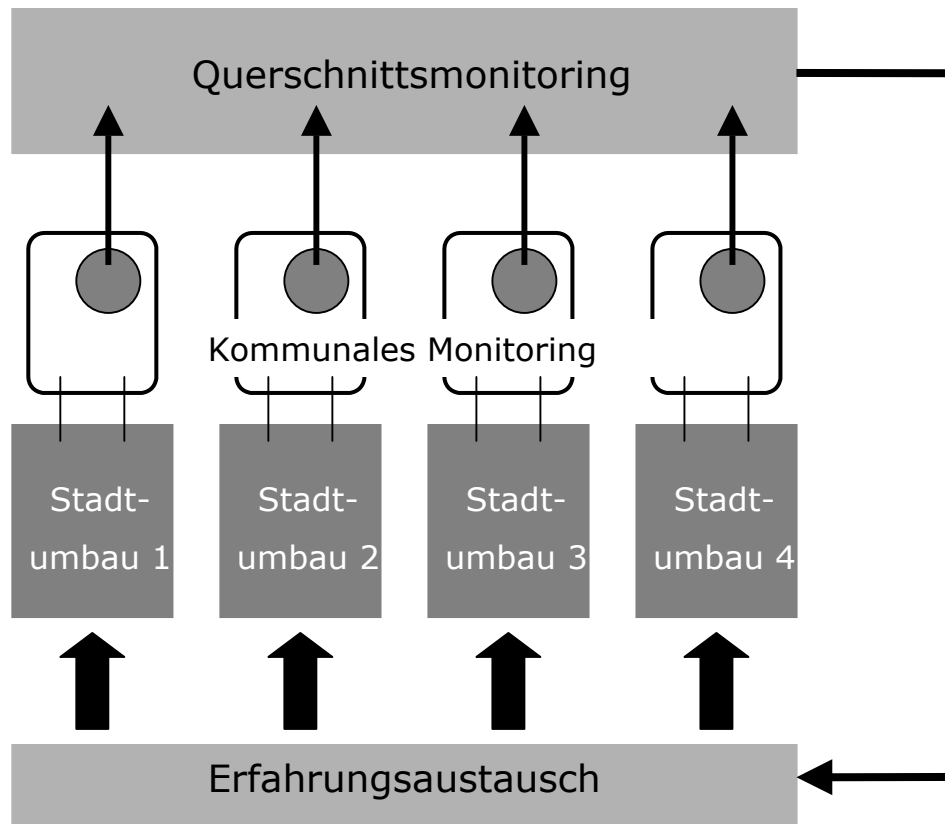 Querschnittsmonitoring
Kommunales Monitoring
Stadt-
umbau 1
Stadt-
umbau 2
Stadt-
umbau 3
Stadt-
umbau 4
Erfahrungsaustausch